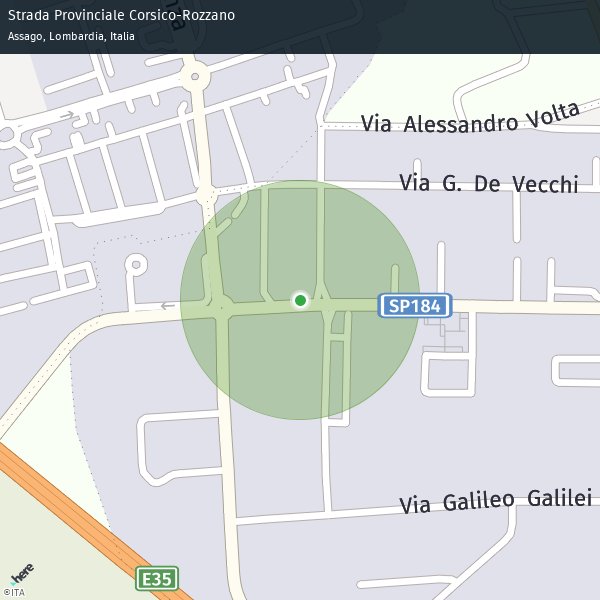 Strada Provinciale Corsico-Rozzano
Assago, Lombardia, Italia
Via Alessandro Volta
Via G. De Vecchi
SP184
Via Galileo Galilei
E35
here
©ITA